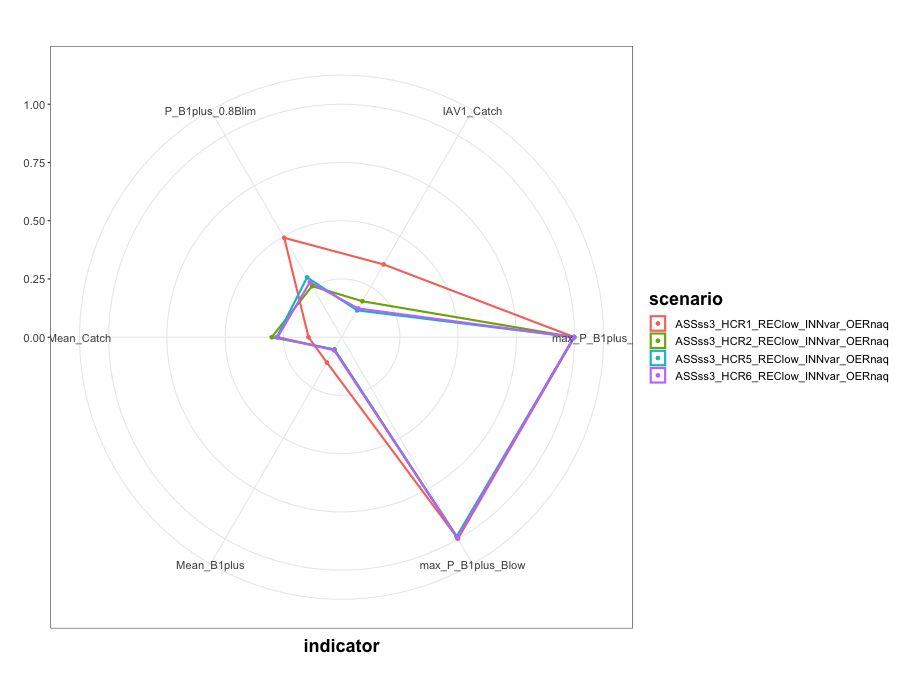 1.00
0.75
0.50
0.25
0.00
P_B1plus_0.8Blim
IAV1_Catch
Mean_Catch
max_P_B1plus_
Mean_B1plus
max_P_B1plus_Blow
indicator
scenario
ASSss3_HCR1_REClow_INNvar_OERnaq
ASSss3_HCR2_REClow_INNvar_OERnaq
ASSss3_HCR5_REClow_INNvar_OERnaq
ASSss3_HCR6_REClow_INNvar_OERnaq